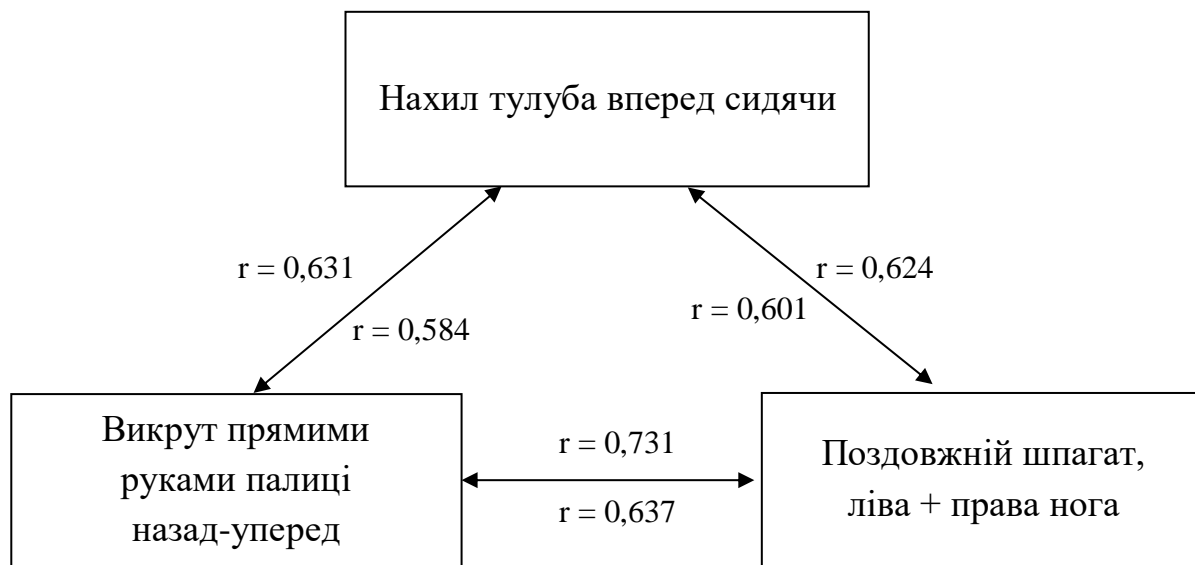 Нахил тулуба вперед сидячи
r = 0,631
r = 0,624
r = 0,601
r = 0,584
Викрут прямими
руками палиці
назад-уперед
r = 0,731
r = 0,637
Поздовжній шпагат,
ліва + права нога